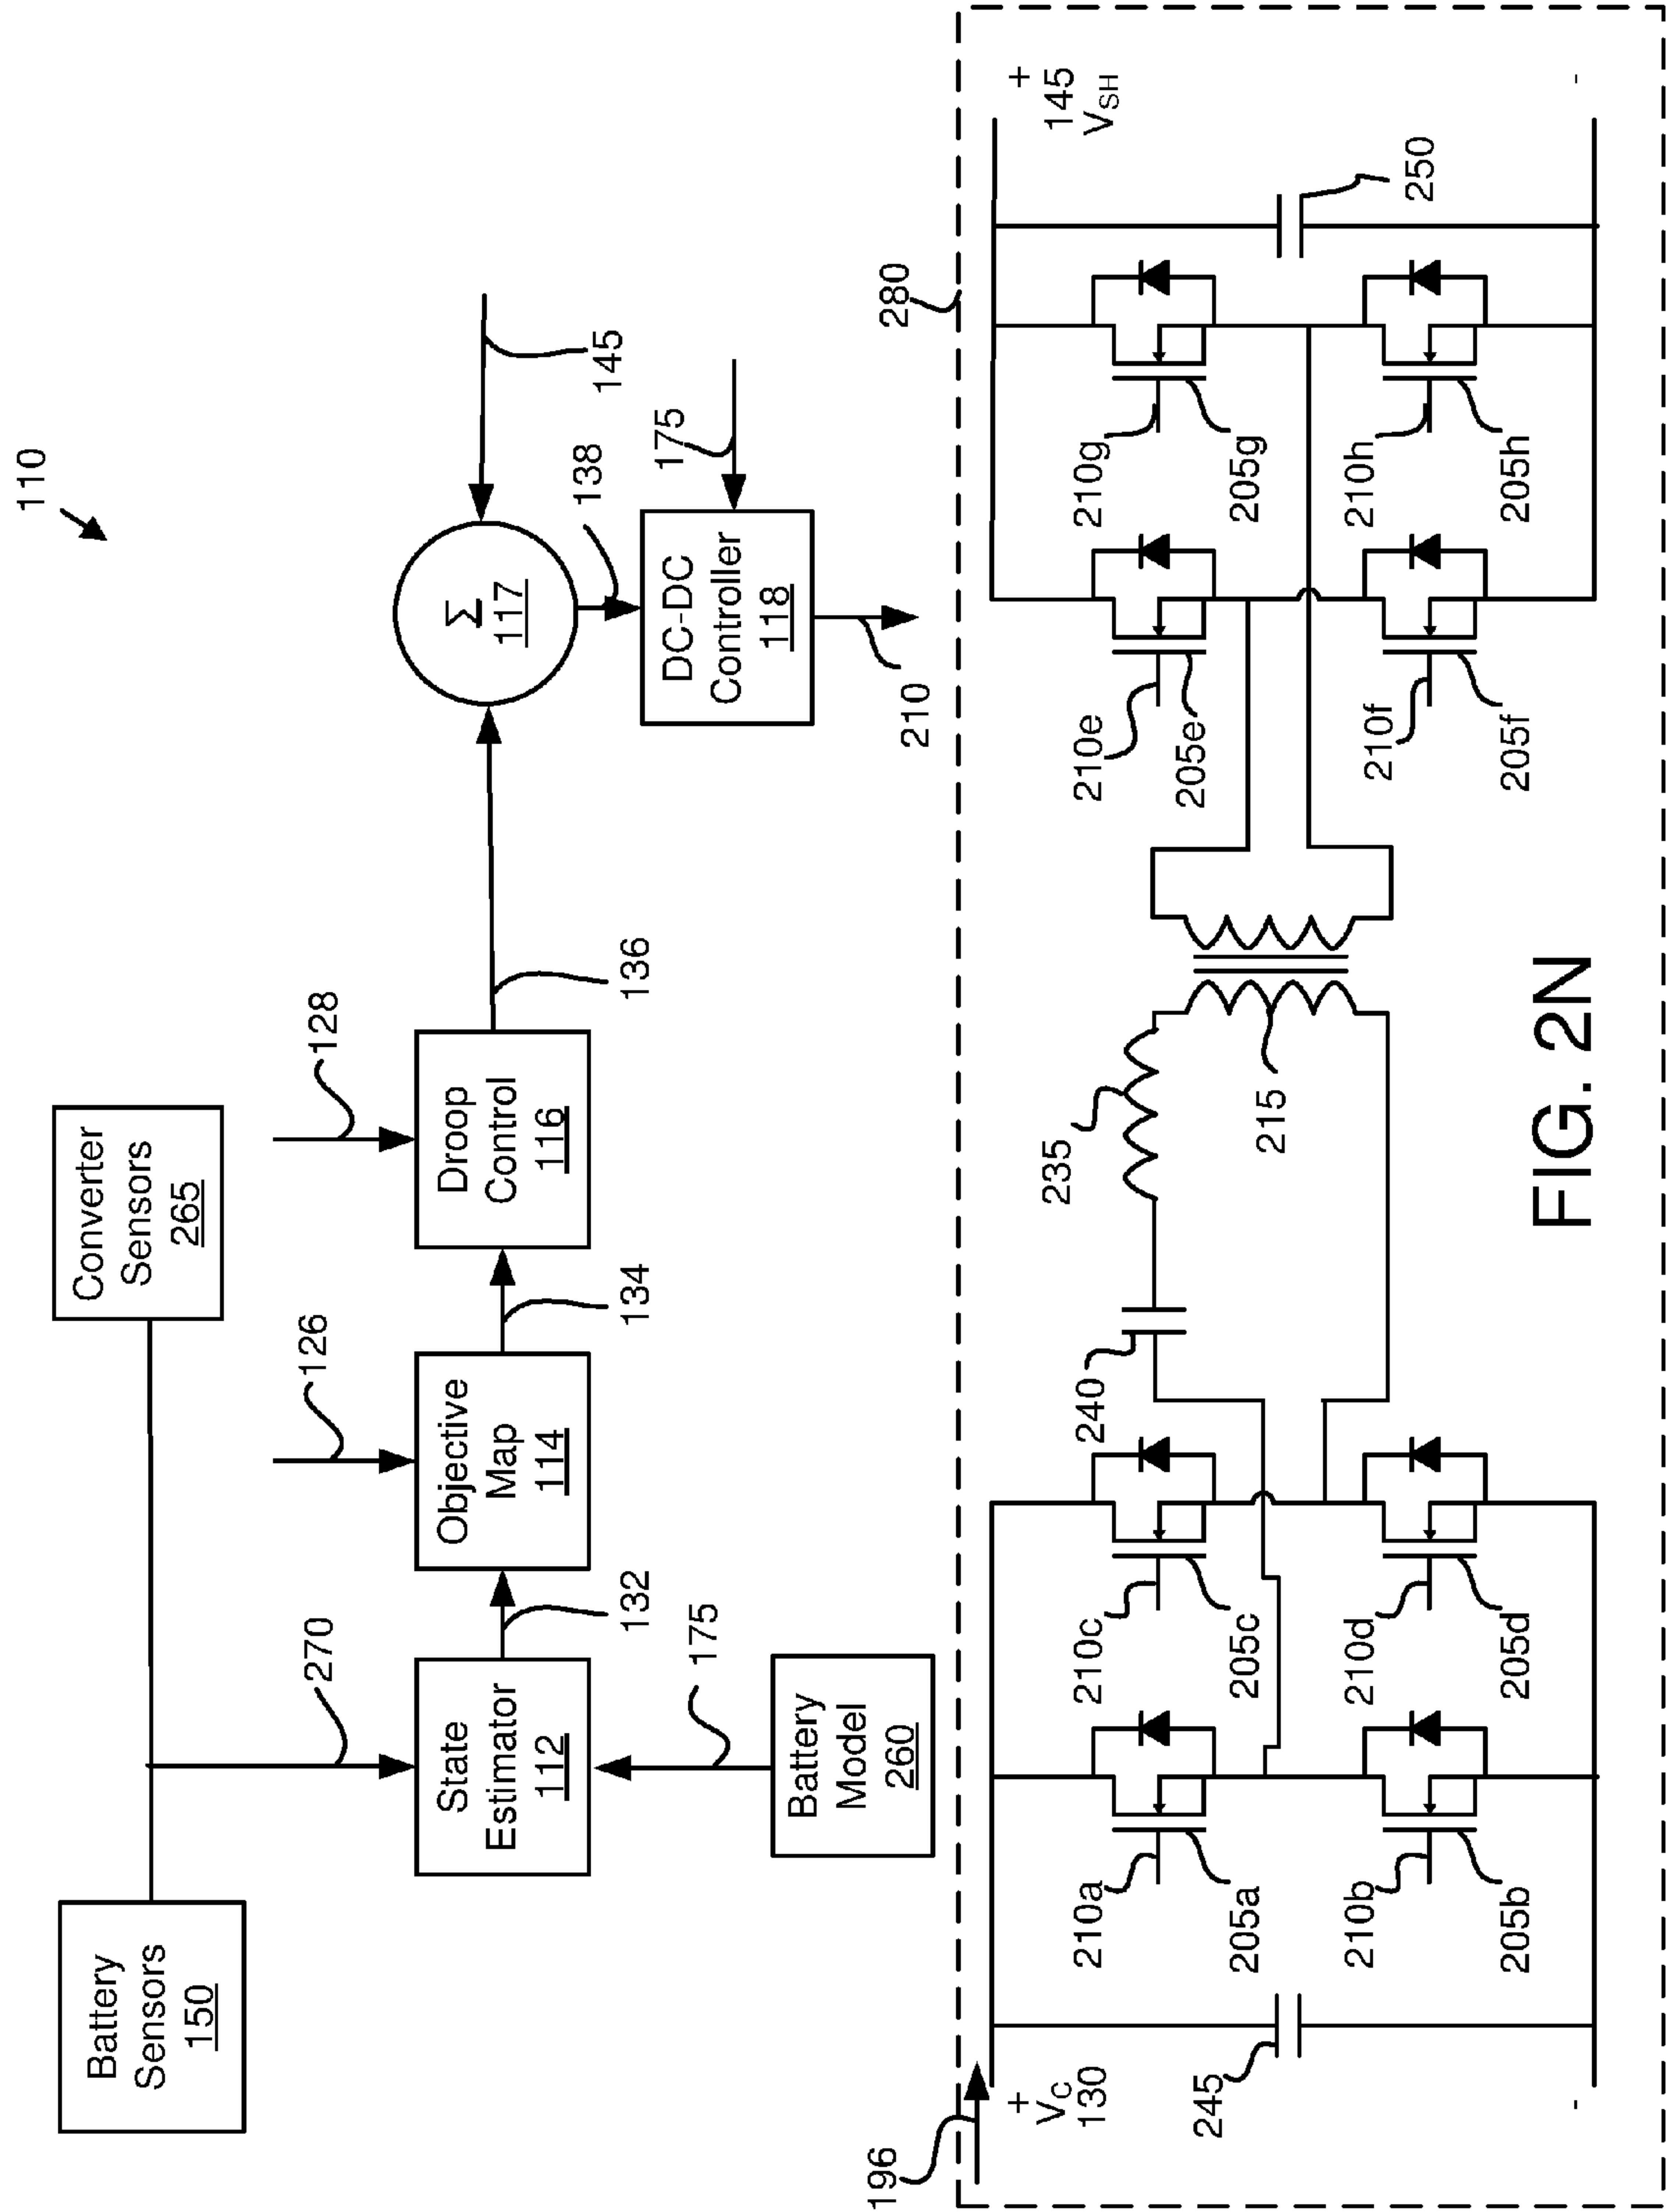 110
Battery
Sensors
150
Converter
Sensors
265
270
126
128
State
Estimator
112
132
Objective
Map
114
134
Droop
Control
116
136
Σ
117
145
138
175
Battery
Model
260
175
DC-DC
Controller
118
210
196
280
+
VC
130
-
245
210a
205a
210b
205b
210c
205c
210d
205d
240
235
215
210e
205e
210f
205f
210g
205g
210h
205h
250
+
145
VSH
-
FIG. 2N